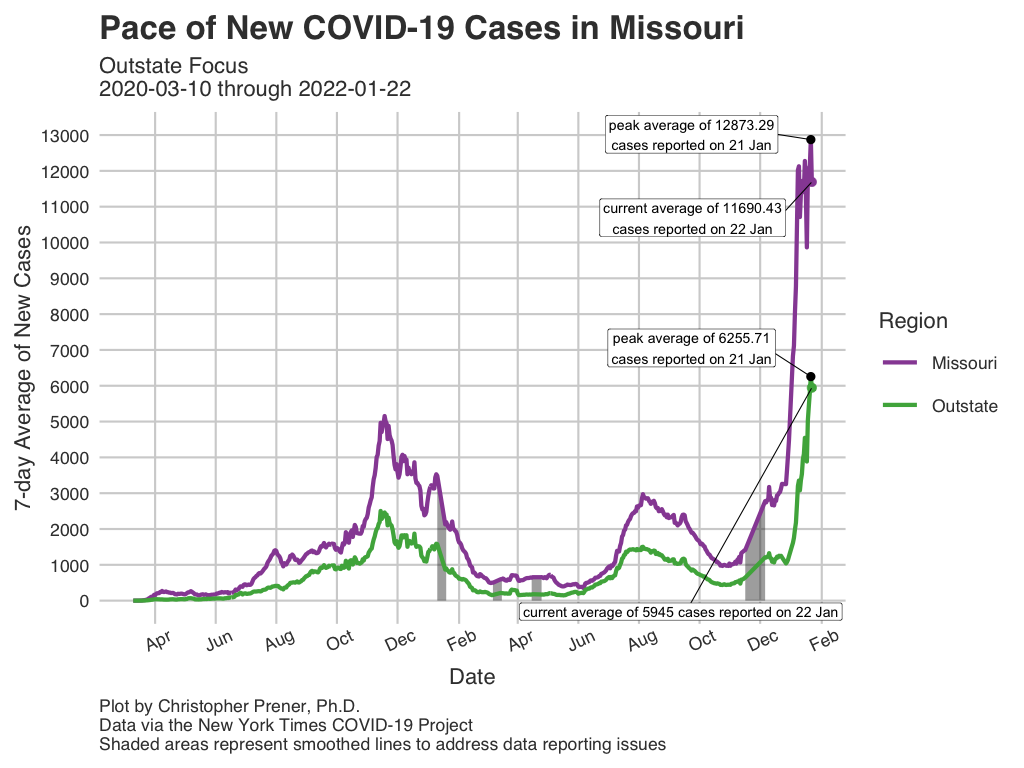 Pace of New COVID-19 Cases in Missouri
Outstate Focus
2020-03-10 through 2022-01-22
7-day Average of New Cases
13000
12000
11000
10000
9000
8000
7000
6000
5000
4000
3000
2000
1000
0
peak average of 12873.29
cases reported on 21 Jan
current average of 11690.43
cases reported on 22 Jan
peak average of 6255.71
cases reported on 21 Jan
current average of 5945 cases reported on 22 Jan
Apr Jun Aug Oct Dec Feb Apr Jun Aug Oct Dec Feb
Date
Region
Missouri
Outstate
Plot by Christopher Prener, Ph.D.
Data via the New York Times COVID-19 Project
Shaded areas represent smoothed lines to address data reporting issues